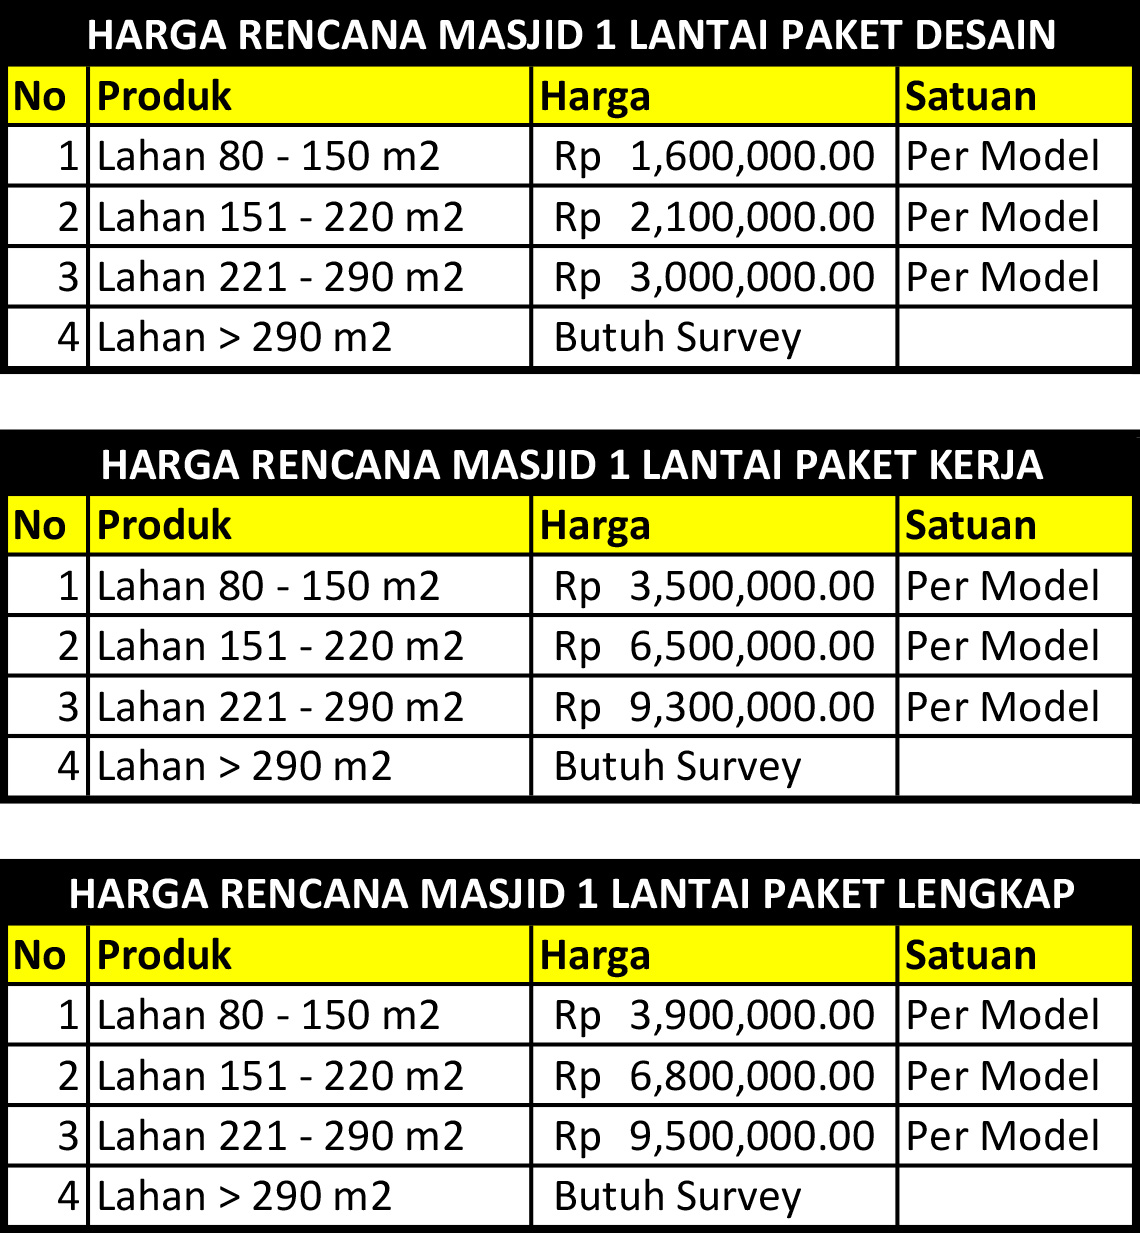 HARGA RENCANA MASJID 1 LANTAI PAKET DESAIN
No Produk Harga Satuan
1 Lahan 80 - 150 m2 Rp 1,600,000.00 Per Model
2 Lahan 151 - 220 m2 Rp 2,100,000.00 Per Model
3 Lahan 221 - 290 m2 Rp 3,000,000.00 Per Model
4 Lahan > 290 m2 Butuh Survey
HARGA RENCANA MASJID 1 LANTAI PAKET KERJA
No Produk Harga Satuan
1 Lahan 80 - 150 m2 Rp 3,500,000.00 Per Model
2 Lahan 151 - 220 m2 Rp 6,500,000.00 Per Model
3 Lahan 221 - 290 m2 Rp 9,300,000.00 Per Model
4 Lahan > 290 m2 Butuh Survey
HARGA RENCANA MASJID 1 LANTAI PAKET LENGKAP
No Produk Harga Satuan
1 Lahan 80 - 150 m2 Rp 3,900,000.00 Per Model
2 Lahan 151 - 220 m2 Rp 6,800,000.00 Per Model
3 Lahan 221 - 290 m2 Rp 9,500,000.00 Per Model
4 Lahan > 290 m2 Butuh Survey